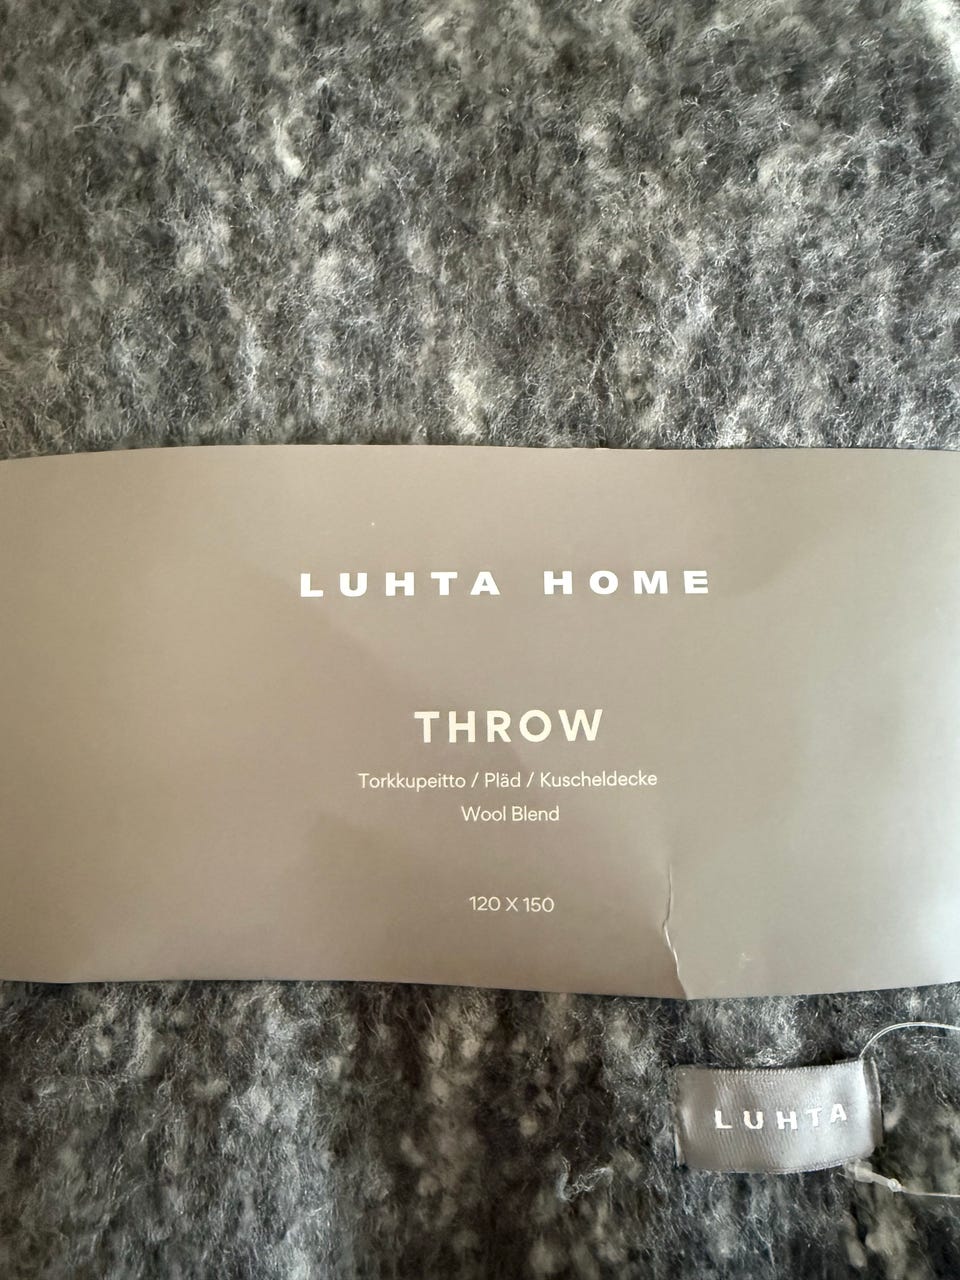 LUHTA HOME
THROW
Torkkupeitto / Pläd / Kuscheldecke
Wool Blend
120 X 150
LUHTA